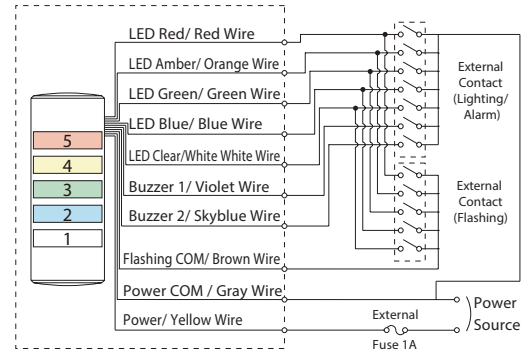 LED Red/ Red Wire
LED Amber/ Orange Wire
LED Green/ Green Wire
LED Blue/ Blue Wire
LED Clear/White White Wire
Buzzer 1/ Violet Wire
Buzzer 2/ Skyblue Wire
Flashing COM/ Brown Wire
Power COM / Gray Wire
Power/ Yellow Wire
5
4
3
2
1
External
Contact
(Lighting/
Alarm)
External
Contact
(Flashing)
Power
Source
External
Fuse 1A